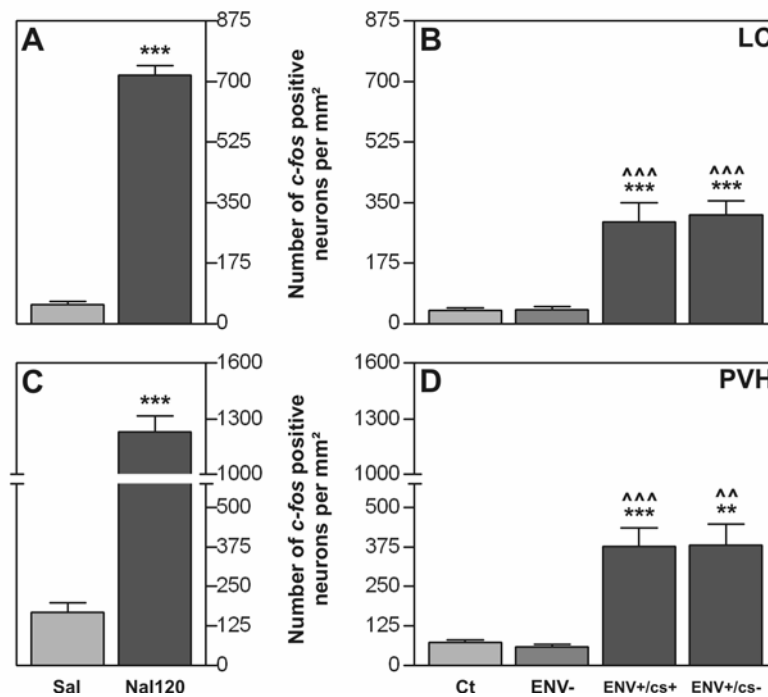 A
***
875
700
525
350
175
0
Number of c-fos positive
neurons per mm²
B
LC
875
700
525
350
175
0
^^^
***
^^^
***
C
***
1600
1300
1000
500
375
250
125
0
Sal
Nal120
Number of c-fos positive
neurons per mm²
D
PVH
1600
1300
1000
500
375
250
125
0
^^^
***
^^
**
Ct
ENV-
ENV+/cs+
ENV+/cs-